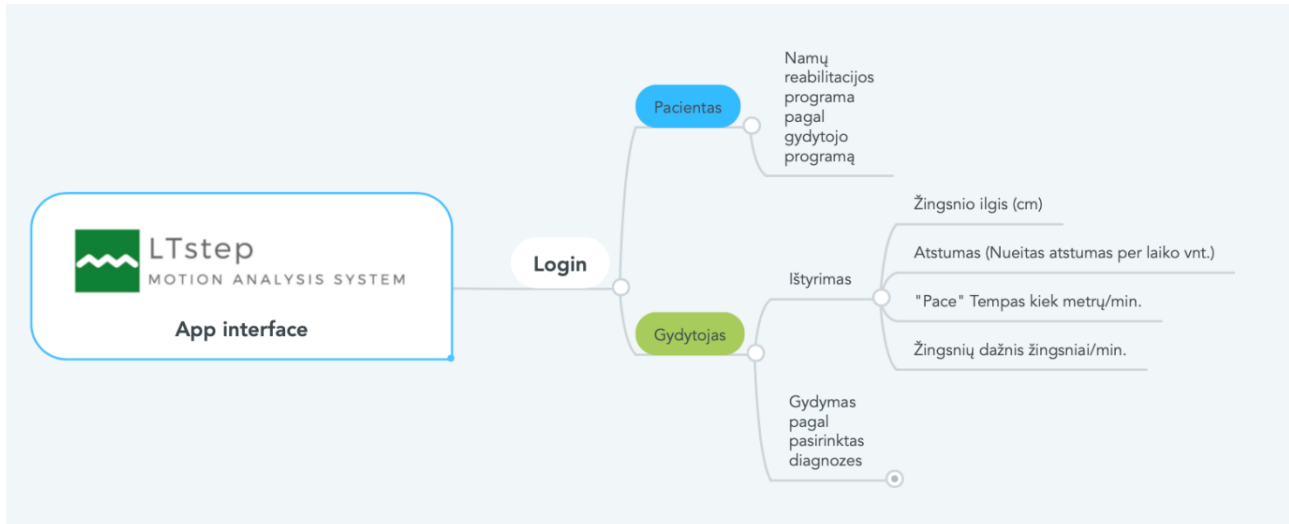 LTstep
MOTION ANALYSIS SYSTEM
App interface
Login
Pacientas
Namų
reabilitacijos
programa
pagal
gydytojo
programą
Gydytojas
Ištyrimas
Žingsnio ilgis (cm)
Atstumas (Nueitas atstumas per laiko vnt.)
"Pace" Tempas kiek metrų/min.
Žingsnių dažnis žingsniai/min.
Gydymas
pagal
pasirinktas
diagnozes